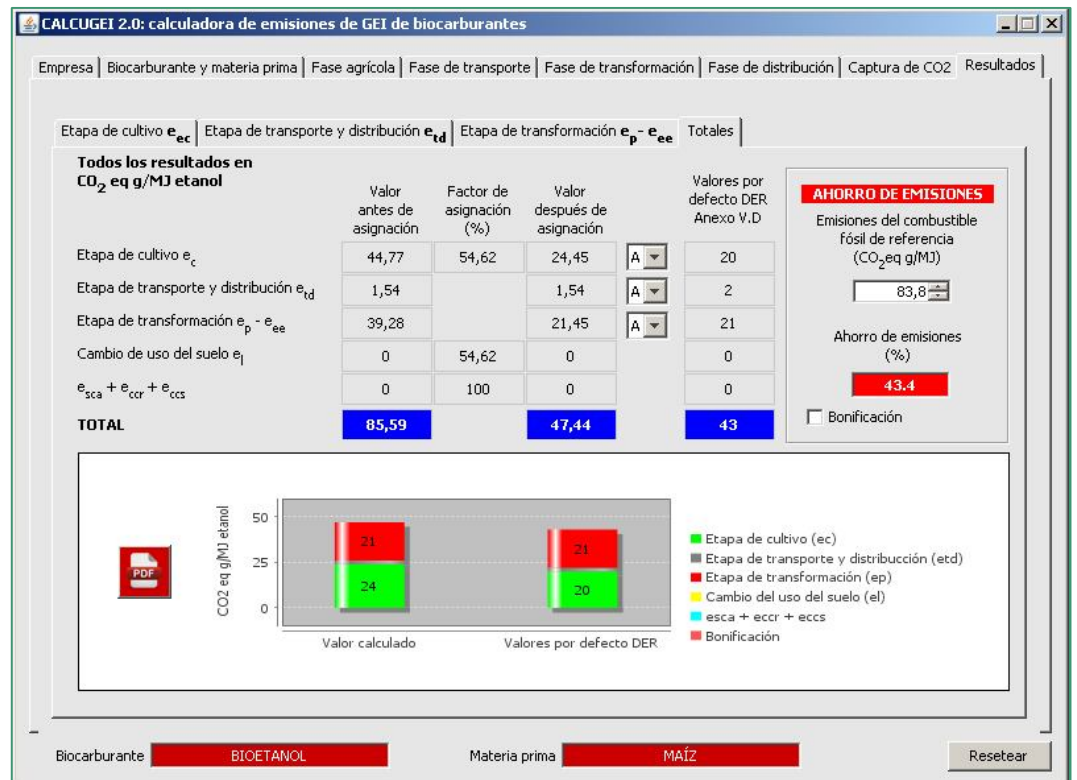 CALCUGEI 2.0: calculadora de emisiones de GEI de biocarburantes
Empresa Biocarburante y materia prima Fase agrícola Fase de transporte Fase de transformación Fase de distribución Captura de CO2 Resultados
Etapa de cultivo eec Etapa de transporte y distribución etd Etapa de transformación ep- eee Totales
Todos los resultados en
CO2 eq g/MJ etanol
Valor antes de asignación
Factor de asignación (%)
Valor después de asignación
Valores por defecto DER Anexo V.D
Etapa de cultivo ec 44,77 54,62 24,45 A 20
Etapa de transporte y distribución etd 1,54 1,54 A 2
Etapa de transformación ep - eee 39,28 21,45 A 21
Cambio de uso del suelo el 0 54,62 0 0
esca + eccr + eccs 0 100 0 0
TOTAL 85,59 47,44 43
AHORRO DE EMISIONES
Emisiones del combustible
fósil de referencia
(CO2eq g/MJ)
83,8
Ahorro de emisiones
(%)
43.4
Bonificación
PDF
CO2 eq g/MJ etanol
50
25
0
21
24
21
20
Valor calculado
Valores por defecto DER
Etapa de cultivo (ec)
Etapa de transporte y distribucción (etd)
Etapa de transformación (ep)
Cambio del uso del suelo (el)
esca + eccr + eccs
Bonificación
Biocarburante BIOETANOL Materia prima MAÍZ Resetear